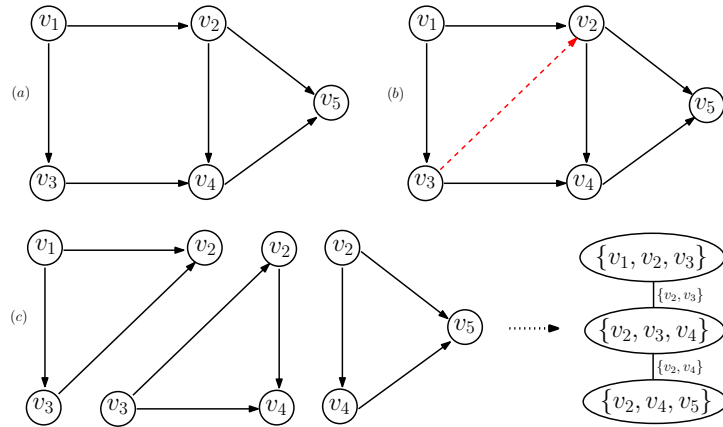 v₁ v₂ v₁ v₂
(a) (b)
v₅ v₅
v₃ v₄ v₃ v₄
v₁ v₂ v₂ v₂ {v₁, v₂, v₃}
{v₂, v₃}
(c) v₅ {v₂, v₃, v₄}
{v₂, v₄}
v₃ v₃ v₄ v₄ {v₂, v₄, v₅}